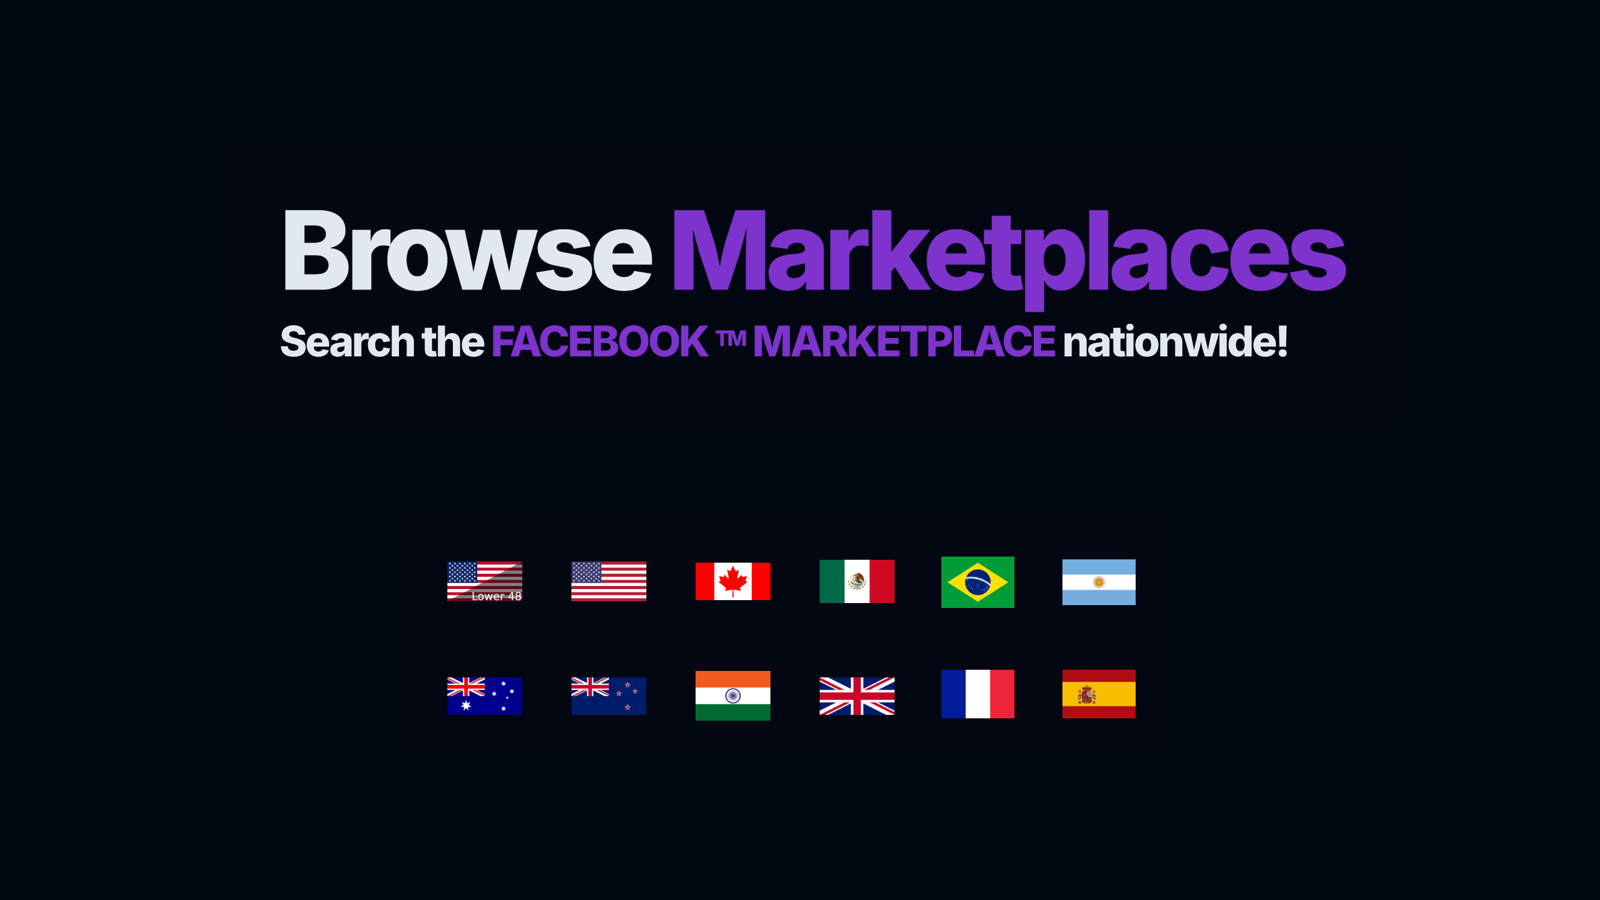 Browse Marketplaces
Search the FACEBOOK ™ MARKETPLACE nationwide!
Lower 48